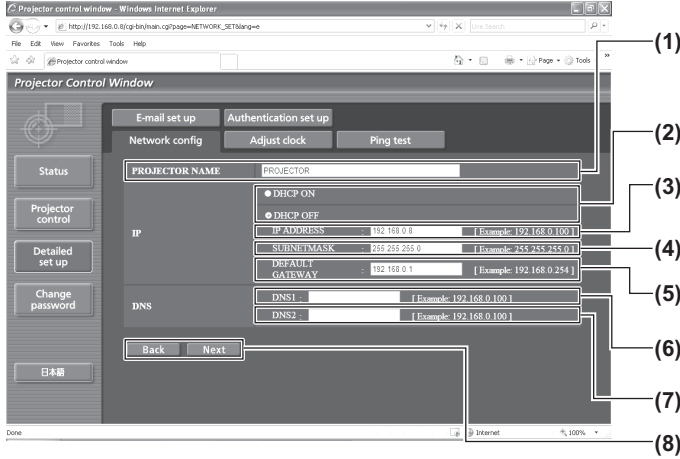 Projector control window - Windows Internet Explorer
http://192.168.0.8/cgi-bin/main.cgi?page=NETWORK_SET&lang=e
Live Search
File Edit View Favorites Tools Help
Projector control window
Page Tools »
Projector Control Window
E-mail set up Authentication set up
Network config Adjust clock Ping test
Status
Projector control
Detailed set up
Change password
日本語
PROJECTOR NAME PROJECTOR
IP
DHCP ON
DHCP OFF
IP ADDRESS : 192.168.0.8 [ Example: 192.168.0.100 ]
SUBNETMASK : 255.255.255.0 [ Example: 255.255.255.0 ]
DEFAULT GATEWAY : 192.168.0.1 [ Example: 192.168.0.254 ]
DNS
DNS1 : [ Example: 192.168.0.100 ]
DNS2 : [ Example: 192.168.0.100 ]
Back Next
Done Internet 100%
(1)
(2)
(3)
(4)
(5)
(6)
(7)
(8)